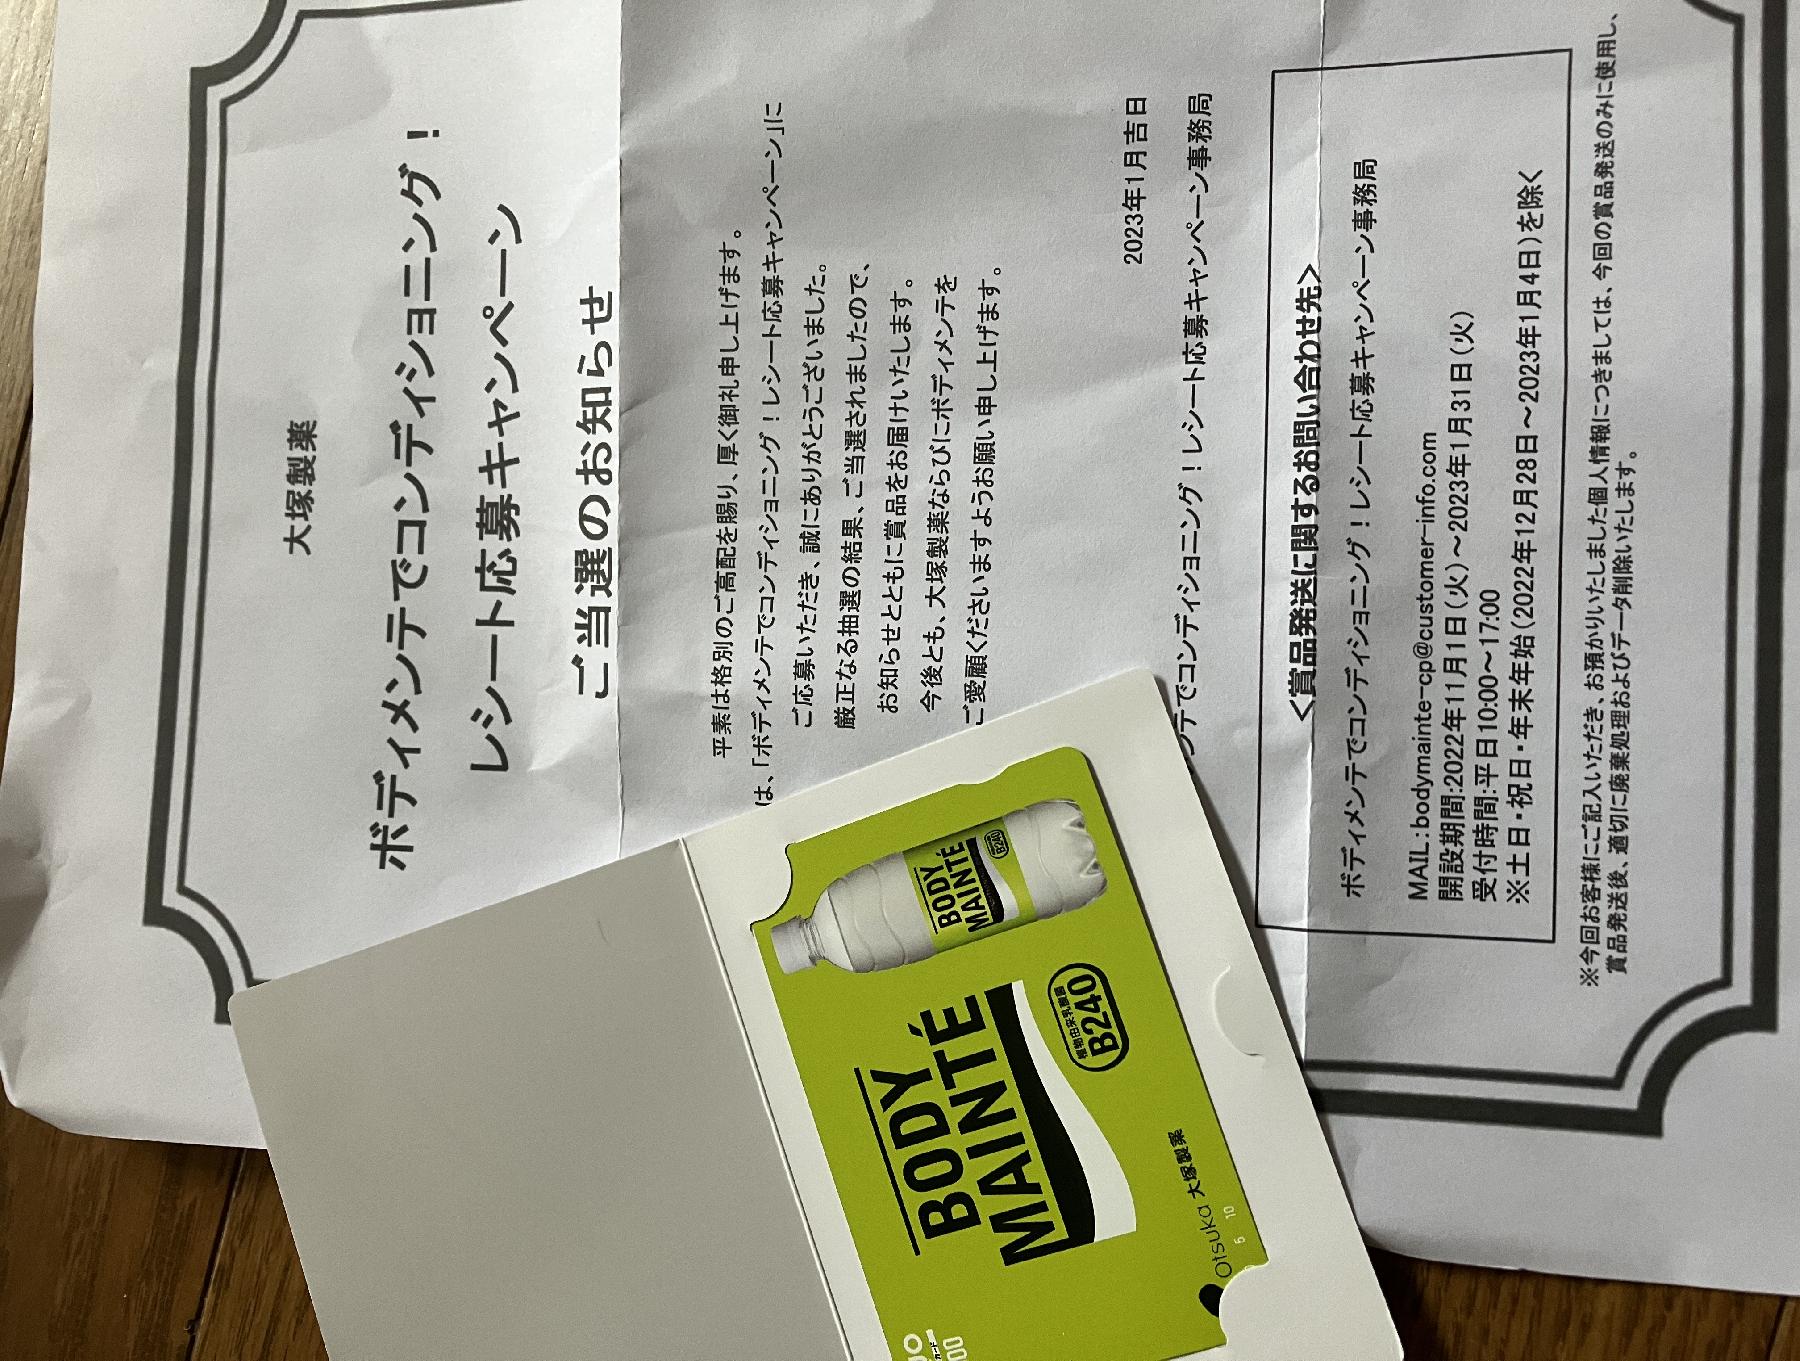 大塚製薬
ボディメンテでコンディショニング！
レシート応募キャンペーン
ご当選のお知らせ
平素は格別のご高配を賜り、厚く御礼申し上げます。
は、「ボディメンテでコンディショニング！レシート応募キャンペーン」に
ご応募いただき、誠にありがとうございました。
厳正なる抽選の結果、ご当選されましたので、
お知らせとともに賞品をお届けいたします。
今後とも、大塚製薬ならびにボディメンテを
ご愛顧くださいますようお願い申し上げます。
2023年1月吉日
テでコンディショニング！レシート応募キャンペーン事務局
＜賞品発送に関するお問い合わせ先＞
ボディメンテでコンディショニング！レシート応募キャンペーン事務局
MAIL:bodymainte-cp@customer-info.com
開設期間:2022年11月1日(火)～2023年1月31日(火)
受付時間:平日10:00～17:00
※土日・祝日・年末年始(2022年12月28日～2023年1月4日)を除く
※今回お客様にご記入いただき、お預かりいたしました個人情報につきましては、今回の賞品発送のみに使用し、
賞品発送後、適切に廃棄処理およびデータ削除いたします。
BODY
MAINTÉ
B240
BODY
MAINTÉ
植物由来乳酸菌
B240
Otsuka 大塚製薬
5 10